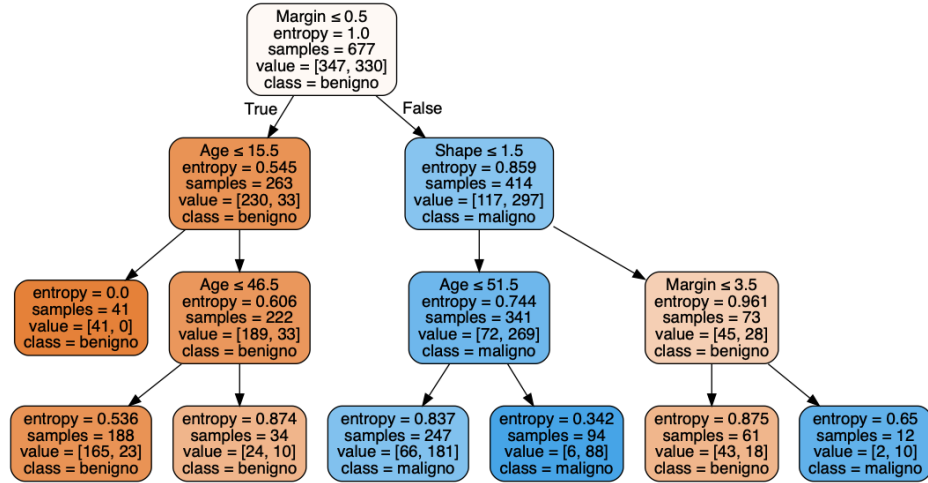 Margin ≤ 0.5
entropy = 1.0
samples = 677
value = [347, 330]
class = benigno
True
False
Age ≤ 15.5
entropy = 0.545
samples = 263
value = [230, 33]
class = benigno
Shape ≤ 1.5
entropy = 0.859
samples = 414
value = [117, 297]
class = maligno
entropy = 0.0
samples = 41
value = [41, 0]
class = benigno
Age ≤ 46.5
entropy = 0.606
samples = 222
value = [189, 33]
class = benigno
Age ≤ 51.5
entropy = 0.744
samples = 341
value = [72, 269]
class = maligno
Margin ≤ 3.5
entropy = 0.961
samples = 73
value = [45, 28]
class = benigno
entropy = 0.536
samples = 188
value = [165, 23]
class = benigno
entropy = 0.874
samples = 34
value = [24, 10]
class = benigno
entropy = 0.837
samples = 247
value = [66, 181]
class = maligno
entropy = 0.342
samples = 94
value = [6, 88]
class = maligno
entropy = 0.875
samples = 61
value = [43, 18]
class = benigno
entropy = 0.65
samples = 12
value = [2, 10]
class = maligno